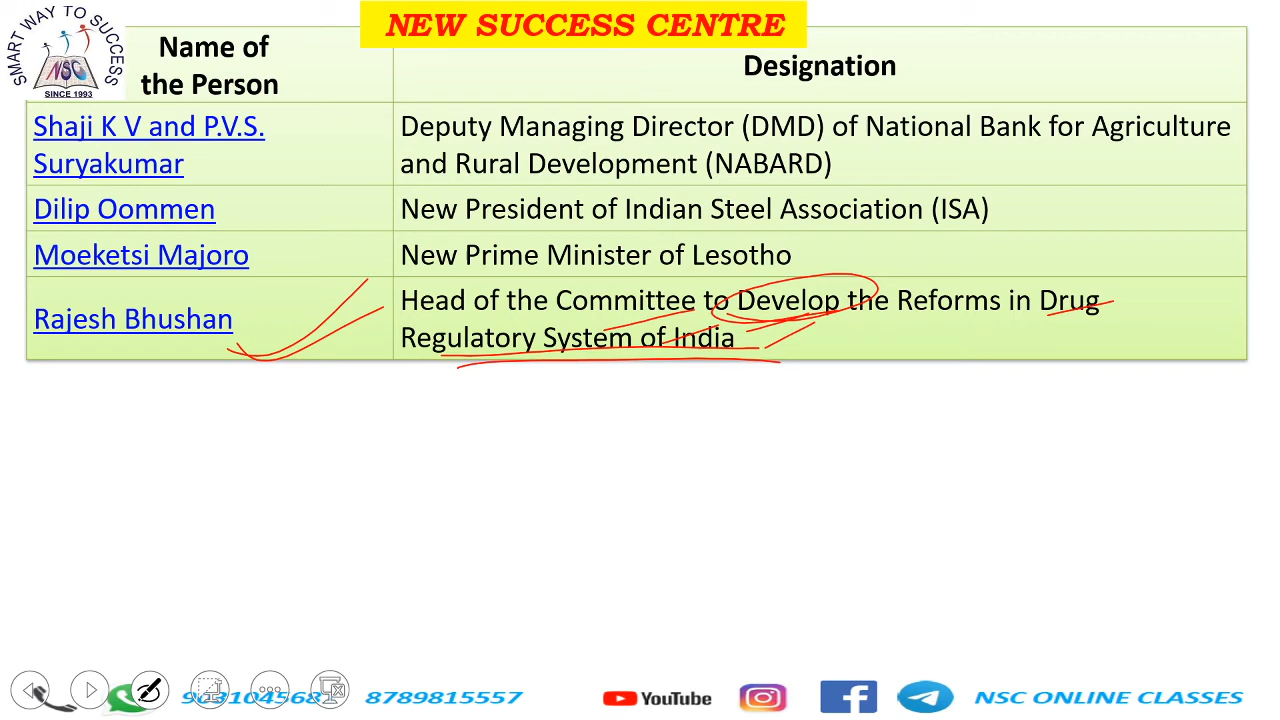 NEW SUCCESS CENTRE
SMART WAY TO SUCCESS
NSC
SINCE 1993
Name of
the Person
Designation
Shaji K V and P.V.S.
Suryakumar
Deputy Managing Director (DMD) of National Bank for Agriculture
and Rural Development (NABARD)
Dilip Oommen
New President of Indian Steel Association (ISA)
Moeketsi Majoro
New Prime Minister of Lesotho
Rajesh Bhushan
Head of the Committee to Develop the Reforms in Drug
Regulatory System of India
8789815557
YouTube
NSC ONLINE CLASSES